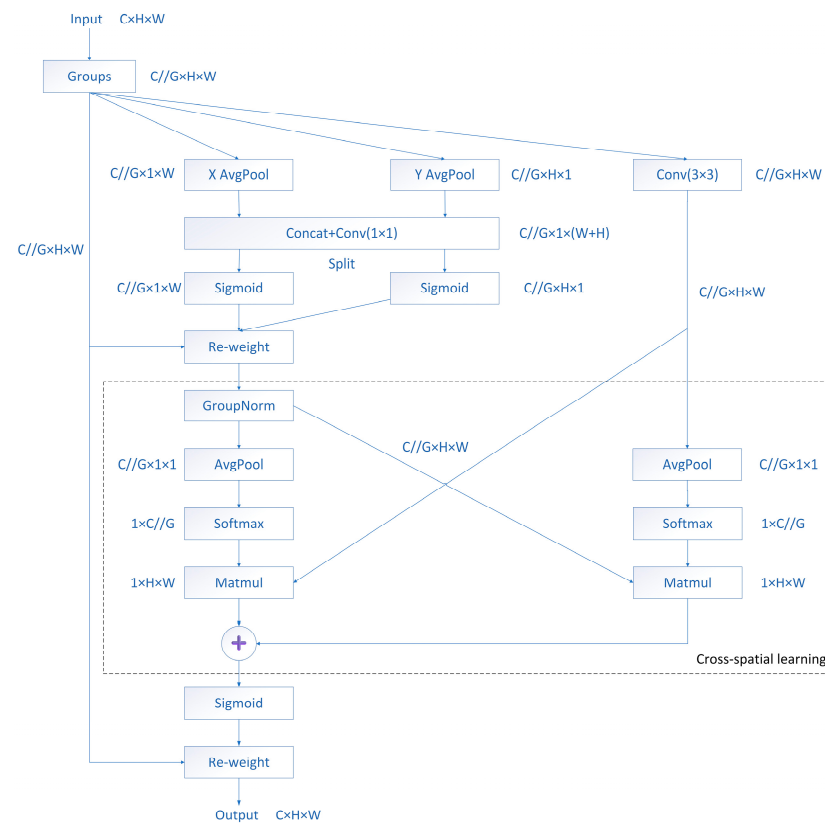 Input C×H×W
Groups C//G×H×W
C//G×1×W X AvgPool Y AvgPool C//G×H×1 Conv(3×3) C//G×H×W
Concat+Conv(1×1) C//G×1×(W+H)
C//G×H×W
Split
C//G×1×W Sigmoid Sigmoid C//G×H×1 C//G×H×W
Re-weight
GroupNorm
C//G×H×W
C//G×1×1 AvgPool AvgPool C//G×1×1
1×C//G Softmax Softmax 1×C//G
1×H×W Matmul Matmul 1×H×W
+
Cross-spatial learning
Sigmoid
Re-weight
Output C×H×W